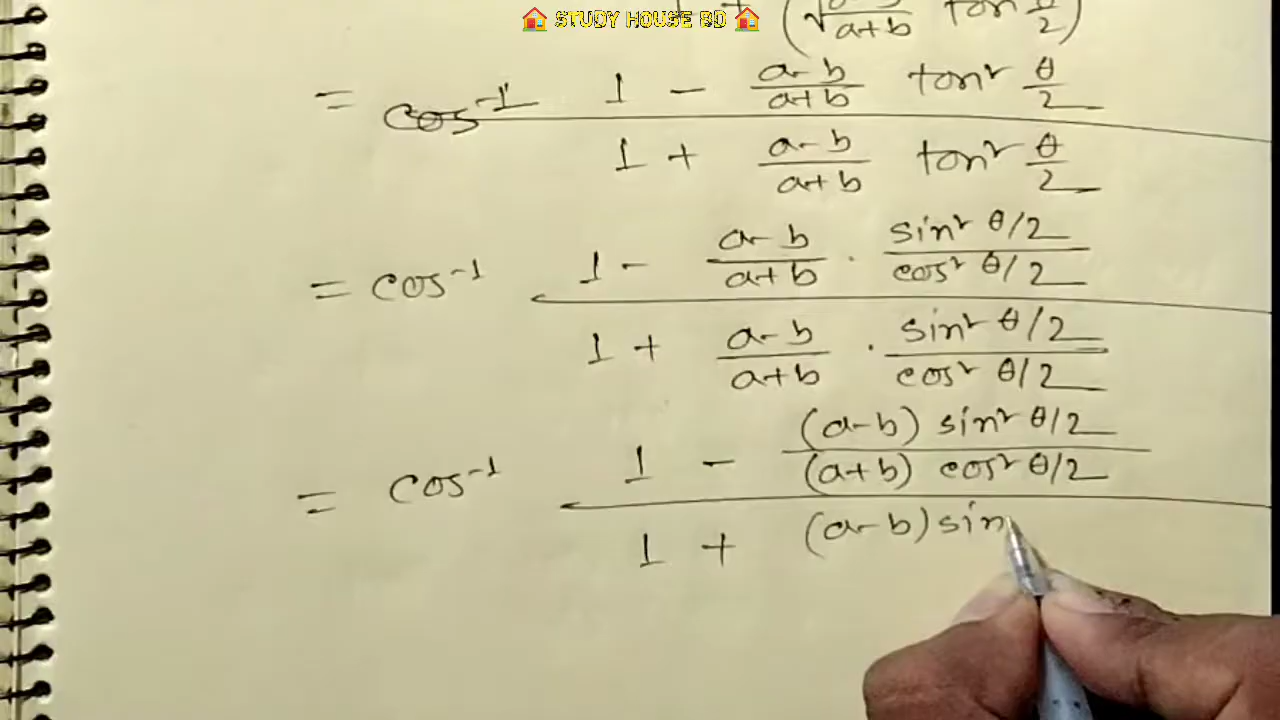 🏠 STUDY HOUSE BD 🏠
a+b 2
= cos⁻¹ 1 - a-b/a+b tan² θ/2
1 + a-b/a+b tan² θ/2
= cos⁻¹ 1 - a-b/a+b · sin² θ/2 / cos² θ/2
1 + a-b/a+b · sin² θ/2 / cos² θ/2
= cos⁻¹ 1 - (a-b) sin² θ/2 / (a+b) cos² θ/2
1 + (a-b) sin